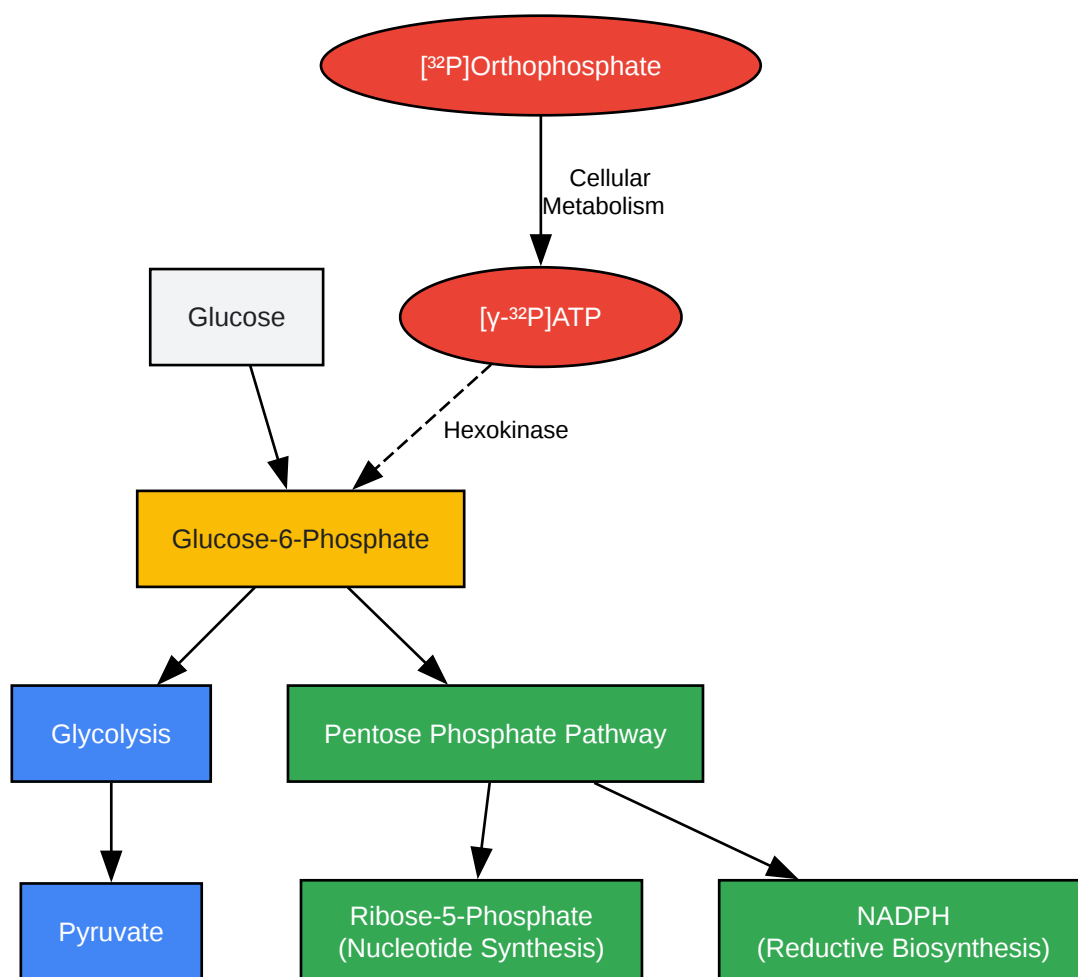 [³²P]Orthophosphate
Cellular
Metabolism
Glucose
[γ-³²P]ATP
Hexokinase
Glucose-6-Phosphate
Glycolysis
Pentose Phosphate Pathway
Pyruvate
Ribose-5-Phosphate
(Nucleotide Synthesis)
NADPH
(Reductive Biosynthesis)